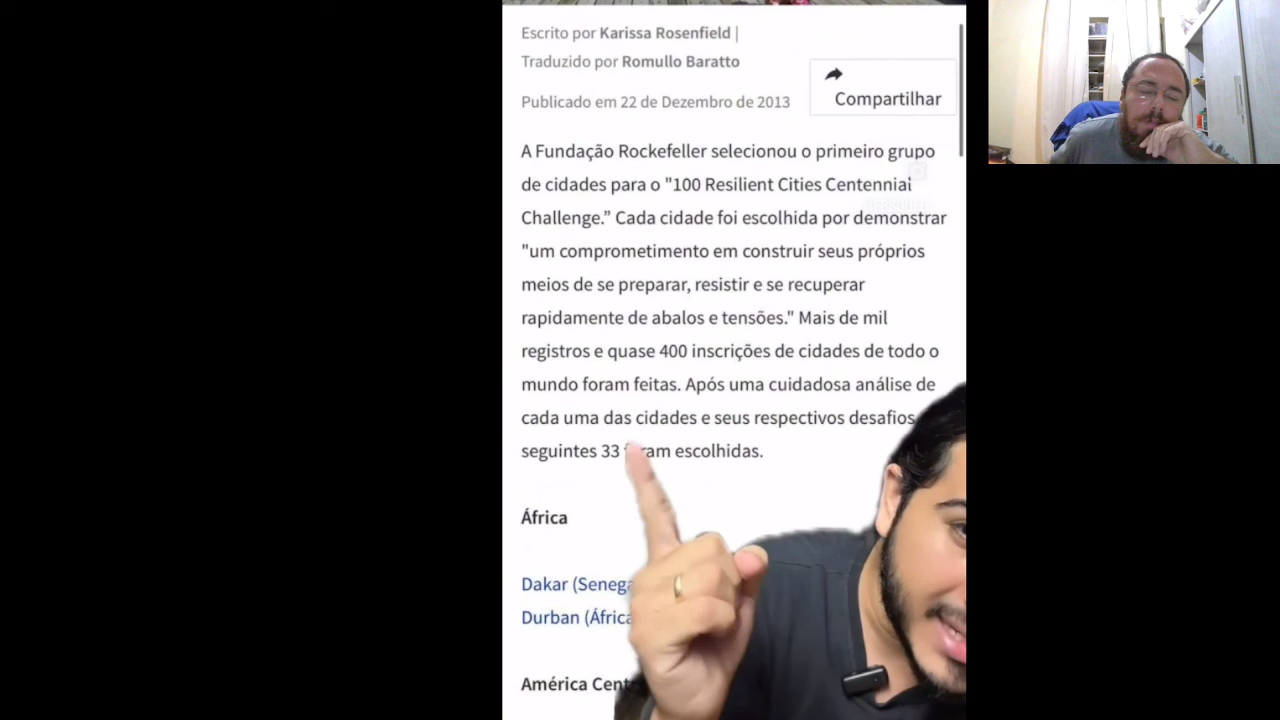 Escrito por Karissa Rosenfield |
Traduzido por Romullo Baratto
Publicado em 22 de Dezembro de 2013
Compartilhar
A Fundação Rockefeller selecionou o primeiro grupo
de cidades para o "100 Resilient Cities Centennial
Challenge.” Cada cidade foi escolhida por demonstrar
"um comprometimento em construir seus próprios
meios de se preparar, resistir e se recuperar
rapidamente de abalos e tensões." Mais de mil
registros e quase 400 inscrições de cidades de todo o
mundo foram feitas. Após uma cuidadosa análise de
cada uma das cidades e seus respectivos desafios
seguintes 33 foram escolhidas.
África
Dakar (Senega
Durban (África
América Cent